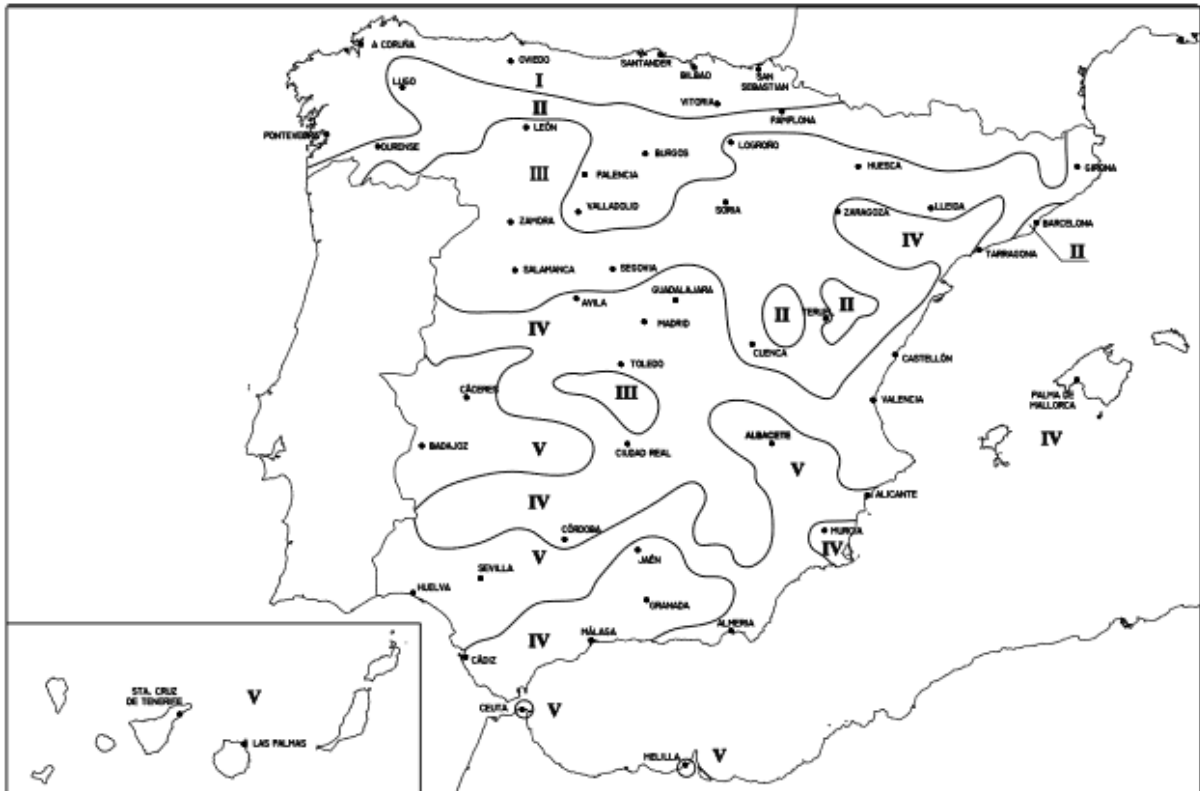 A CORUÑA
OVIEDO
SANTANDER
BILBAO
SAN
SEBASTIAN
I
LUGO
II
VITORIA
PAMPLONA
PONTEVEDRA
LEÓN
OURENSE
BURGOS
LOGROÑO
HUESCA
GIRONA
III
PALENCIA
ZAMORA
VALLADOLID
SORIA
ZARAGOZA
LLEIDA
BARCELONA
IV
II
TARRAGONA
SALAMANCA
SEGOVIA
AVILA
GUADALAJARA
IV
MADRID
II
TERUEL
II
CUENCA
CASTELLÓN
TOLEDO
CÁCERES
III
VALENCIA
PALMA DE
MALLORCA
IV
BADAJOZ
V
CIUDAD REAL
ALBACETE
V
IV
ALICANTE
CÓRDOBA
V
MURCIA
IV
JAÉN
SEVILLA
HUELVA
GRANADA
IV
MÁLAGA
ALMERIA
CÁDIZ
STA. CRUZ
DE TENERIFE
V
LAS PALMAS
CEUTA
V
MELILLA
V